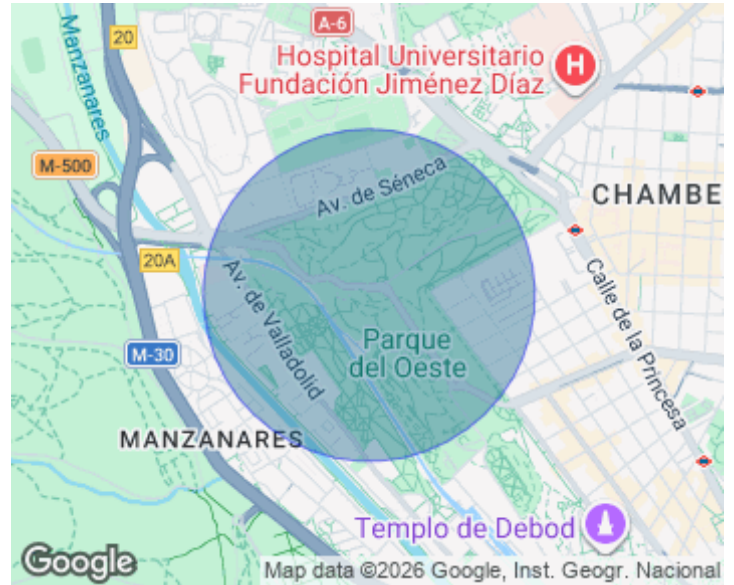 A-6
20
Manzanares
Hospital Universitario
Fundación Jiménez Díaz
H
M-500
Av. de Séneca
CHAMBE
20A
Av. de Valladolid
Calle de la Princesa
M-30
Parque
del Oeste
MANZANARES
Templo de Debod
Google
Map data ©2026 Google, Inst. Geogr. Nacional